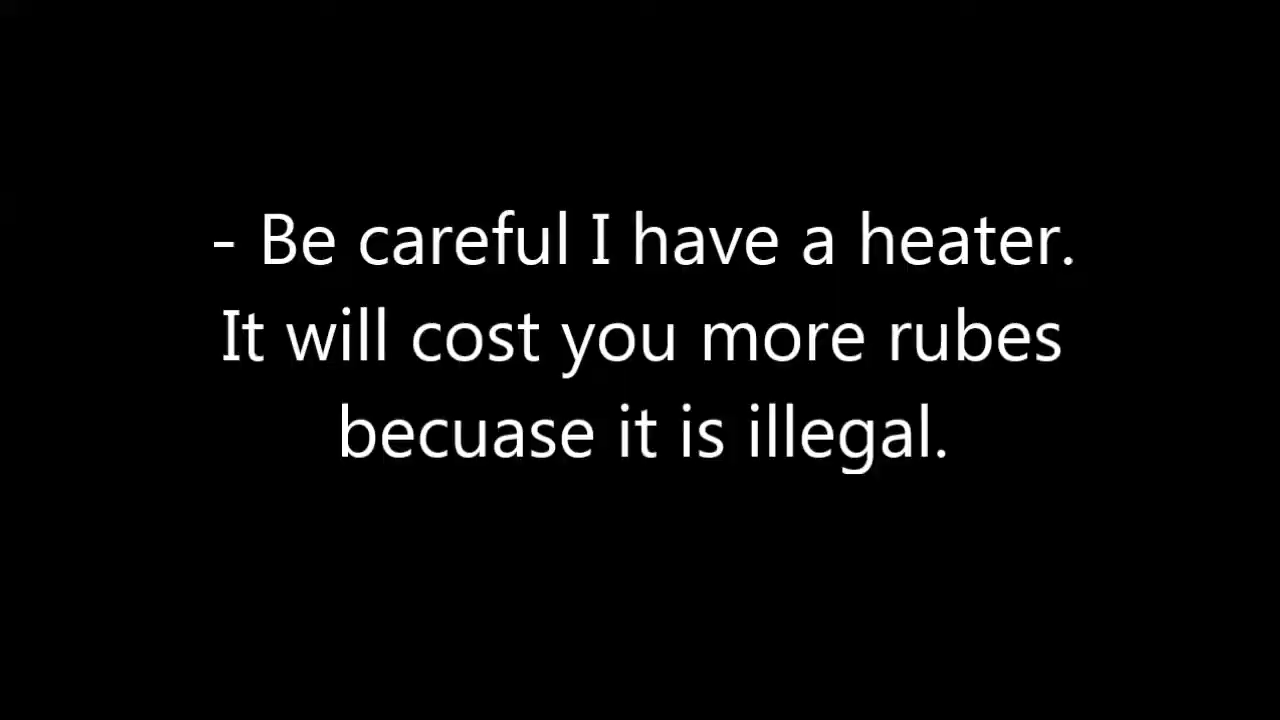 - Be careful I have a heater.
It will cost you more rubes
becuase it is illegal.